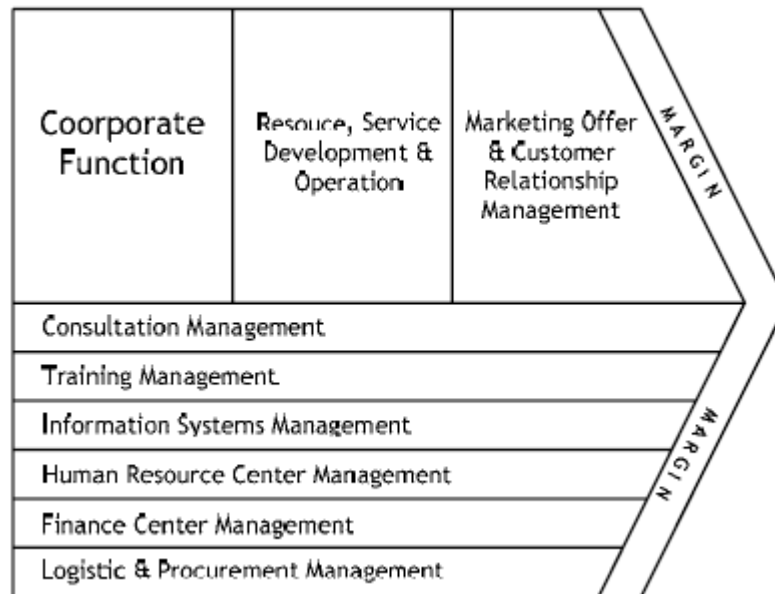 Coorporate
Function
Resouce, Service
Development &
Operation
Marketing Offer
& Customer
Relationship
Management
MARGIN
Consultation Management
Training Management
Information Systems Management
Human Resource Center Management
Finance Center Management
Logistic & Procurement Management
MARGIN